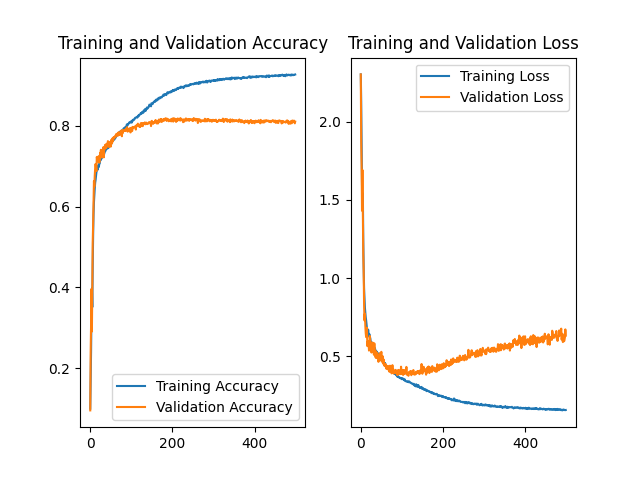 Training and Validation Accuracy
0.8
0.6
0.4
0.2
Training Accuracy
Validation Accuracy
0 200 400
Training and Validation Loss
Training Loss
Validation Loss
2.0
1.5
1.0
0.5
0 200 400